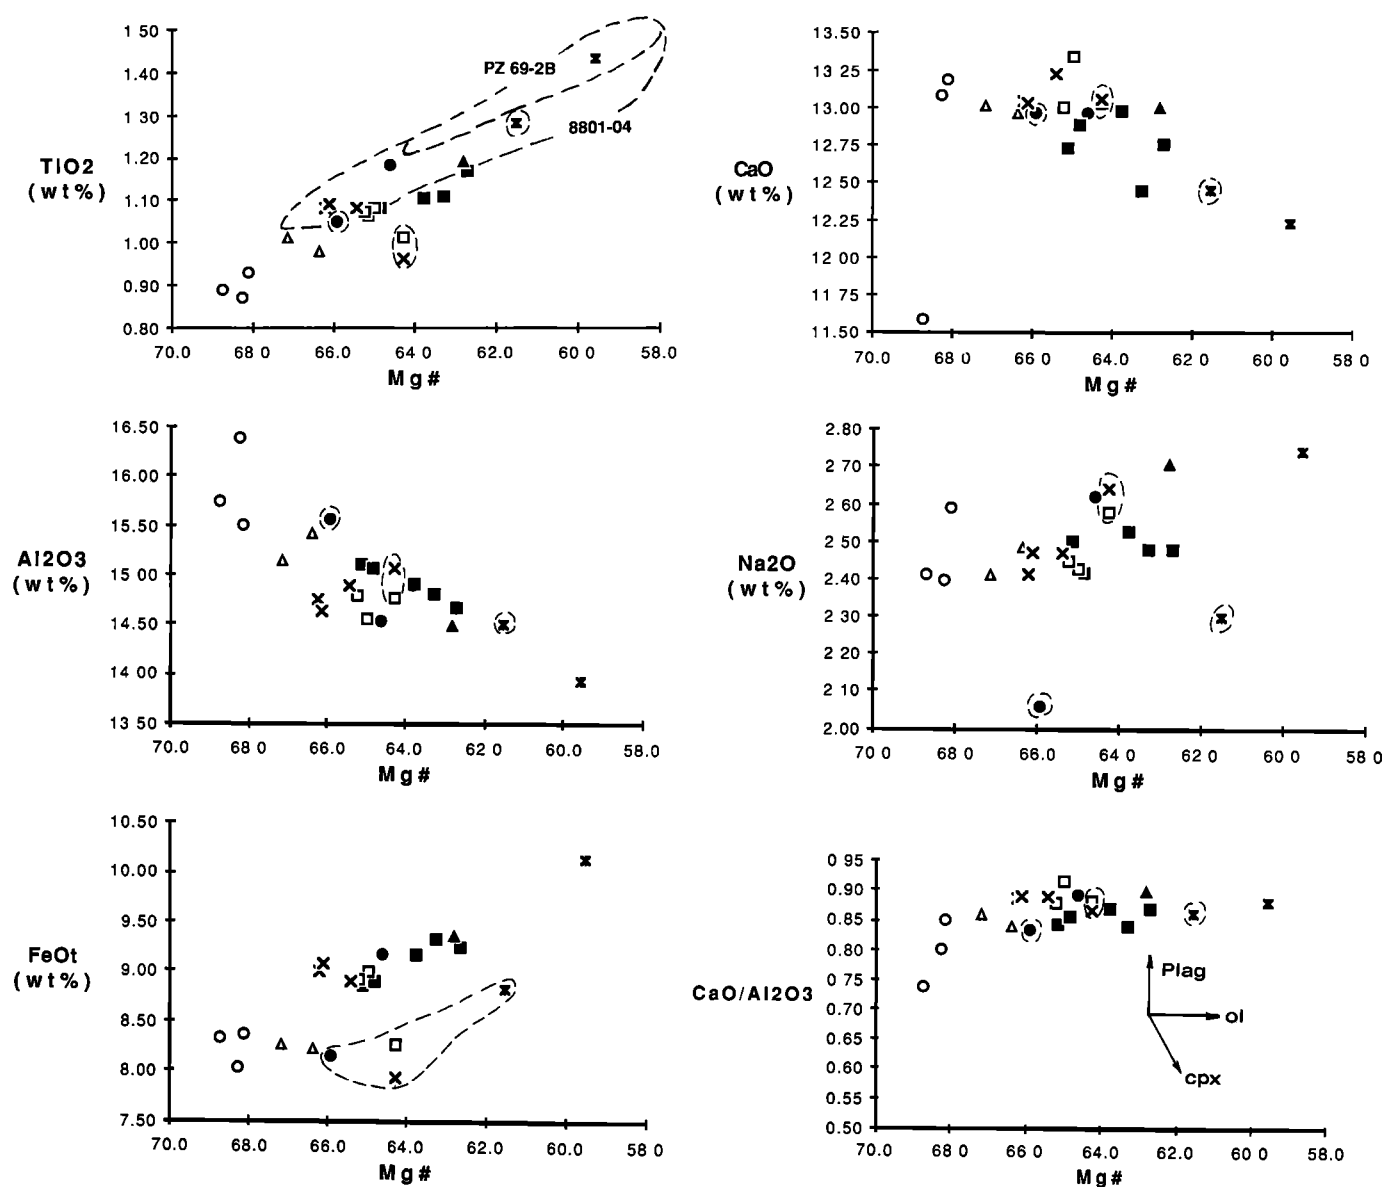 1 50
1.40
1.30
1.20
1.10
1.00
0.90
0.80
TIO2
(wt%)
PZ 69-2B
8801-04
70.0 68 0 66.0 64 0 62.0 60.0 58.0
Mg#
13.50
13.25
13.00
12.75
12.50
12.25
12.00
11 75
11.50
CaO
(wt%)
70.0 68.0 66.0 64.0 62.0 60 0 58 0
Mg#
16.50
16.00
15.50
15.00
14.50
14 00
13 50
Al2O3
(wt%)
70.0 68 0 66.0 64.0 62.0 60.0 58.0
Mg#
2.80
2 70
2.60
2.50
2.40
2.30
2 20
2 10
2.00
Na2O
(wt%)
70.0 68 0 66.0 64.0 62 0 60 0 58 0
Mg#
10.50
10.00
9.50
9.00
8.50
8.00
7.50
FeOt
(wt%)
70.0 68.0 66.0 64.0 62.0 60.0 58.0
Mg#
0 95
0.90
0.85
0.80
0.75
0.70
0.65
0.60
0.55
0.50
CaO/Al2O3
Plag
ol
cpx
70.0 68 0 66.0 64.0 62.0 60 0 58.0
Mg#